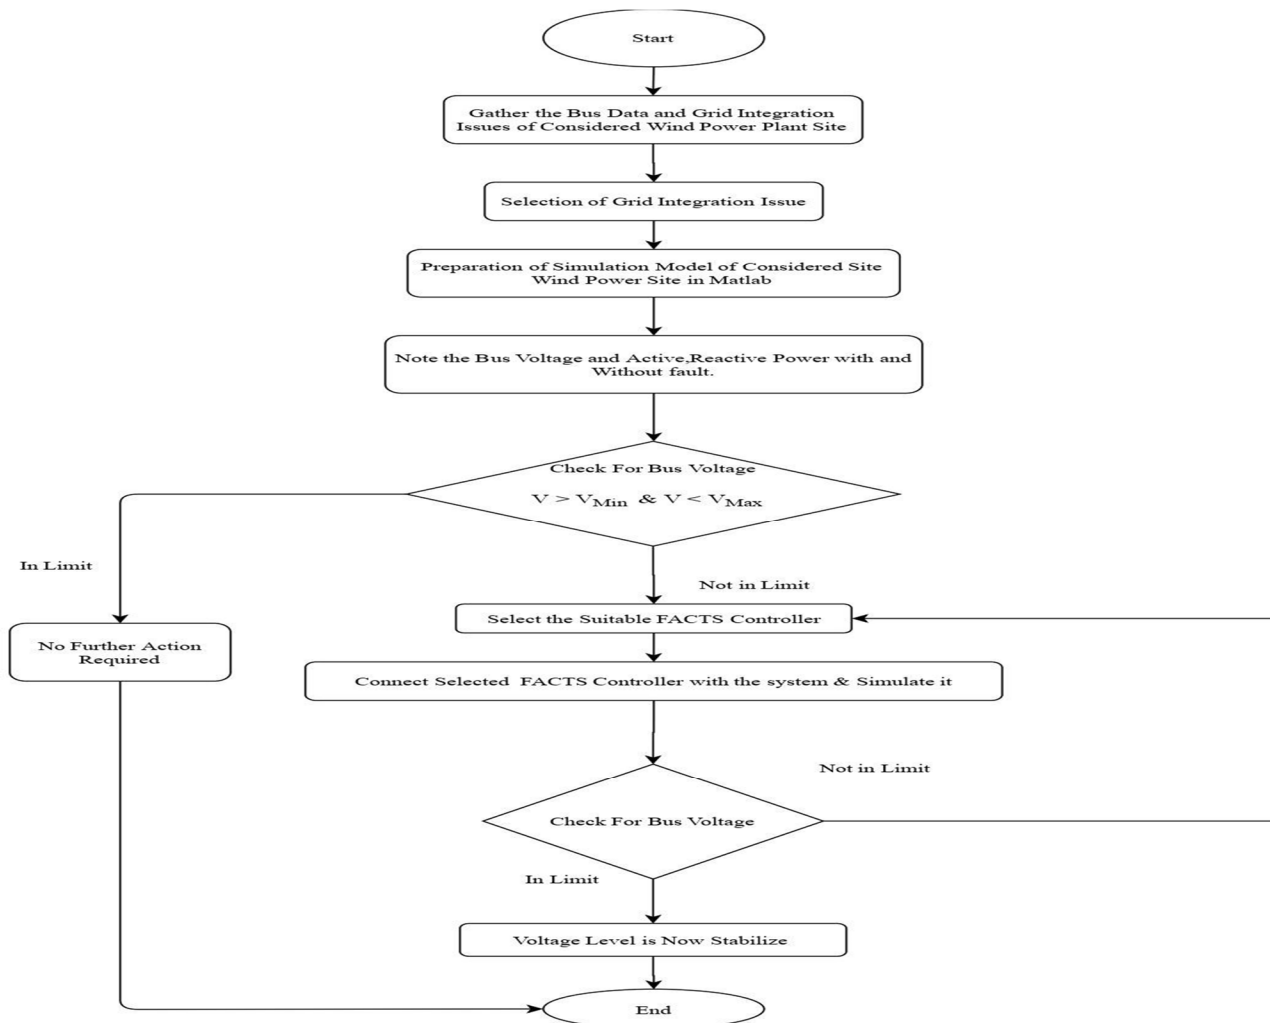 Start
Gather the Bus Data and Grid Integration
Issues of Considered Wind Power Plant Site
Selection of Grid Integration Issue
Preparation of Simulation Model of Considered Site
Wind Power Site in Matlab
Note the Bus Voltage and Active,Reactive Power with and
Without fault.
Check For Bus Voltage
V > VMin & V < VMax
In Limit
Not in Limit
Select the Suitable FACTS Controller
No Further Action
Required
Connect Selected FACTS Controller with the system & Simulate it
Not in Limit
Check For Bus Voltage
In Limit
Voltage Level is Now Stabilize
End